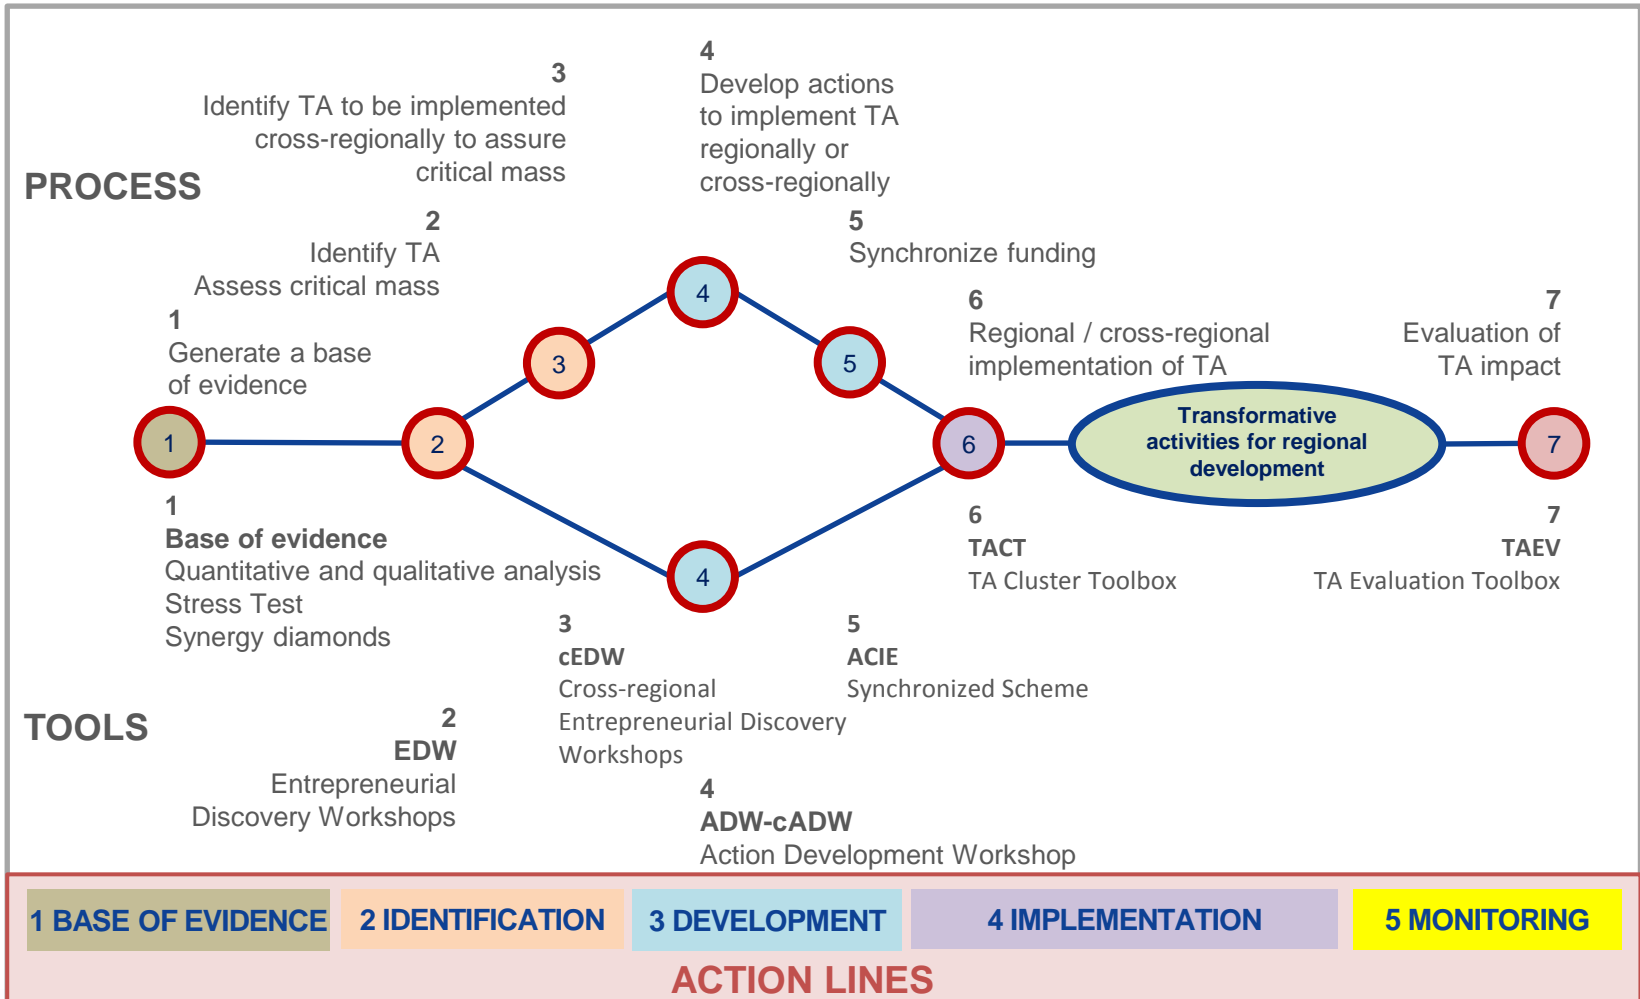 PROCESS
3
Identify TA to be implemented
cross-regionally to assure
critical mass
4
Develop actions
to implement TA
regionally or
cross-regionally
2
Identify TA
Assess critical mass
5
Synchronize funding
1
Generate a base
of evidence
6
Regional / cross-regional
implementation of TA
7
Evaluation of
TA impact
1
2
3
4
5
4
6
Transformative
activities for regional
development
7
1
Base of evidence
Quantitative and qualitative analysis
Stress Test
Synergy diamonds
6
TACT
TA Cluster Toolbox
7
TAEV
TA Evaluation Toolbox
TOOLS
2
EDW
Entrepreneurial
Discovery Workshops
3
cEDW
Cross-regional
Entrepreneurial Discovery
Workshops
5
ACIE
Synchronized Scheme
4
ADW-cADW
Action Development Workshop
1 BASE OF EVIDENCE
2 IDENTIFICATION
3 DEVELOPMENT
4 IMPLEMENTATION
5 MONITORING
ACTION LINES